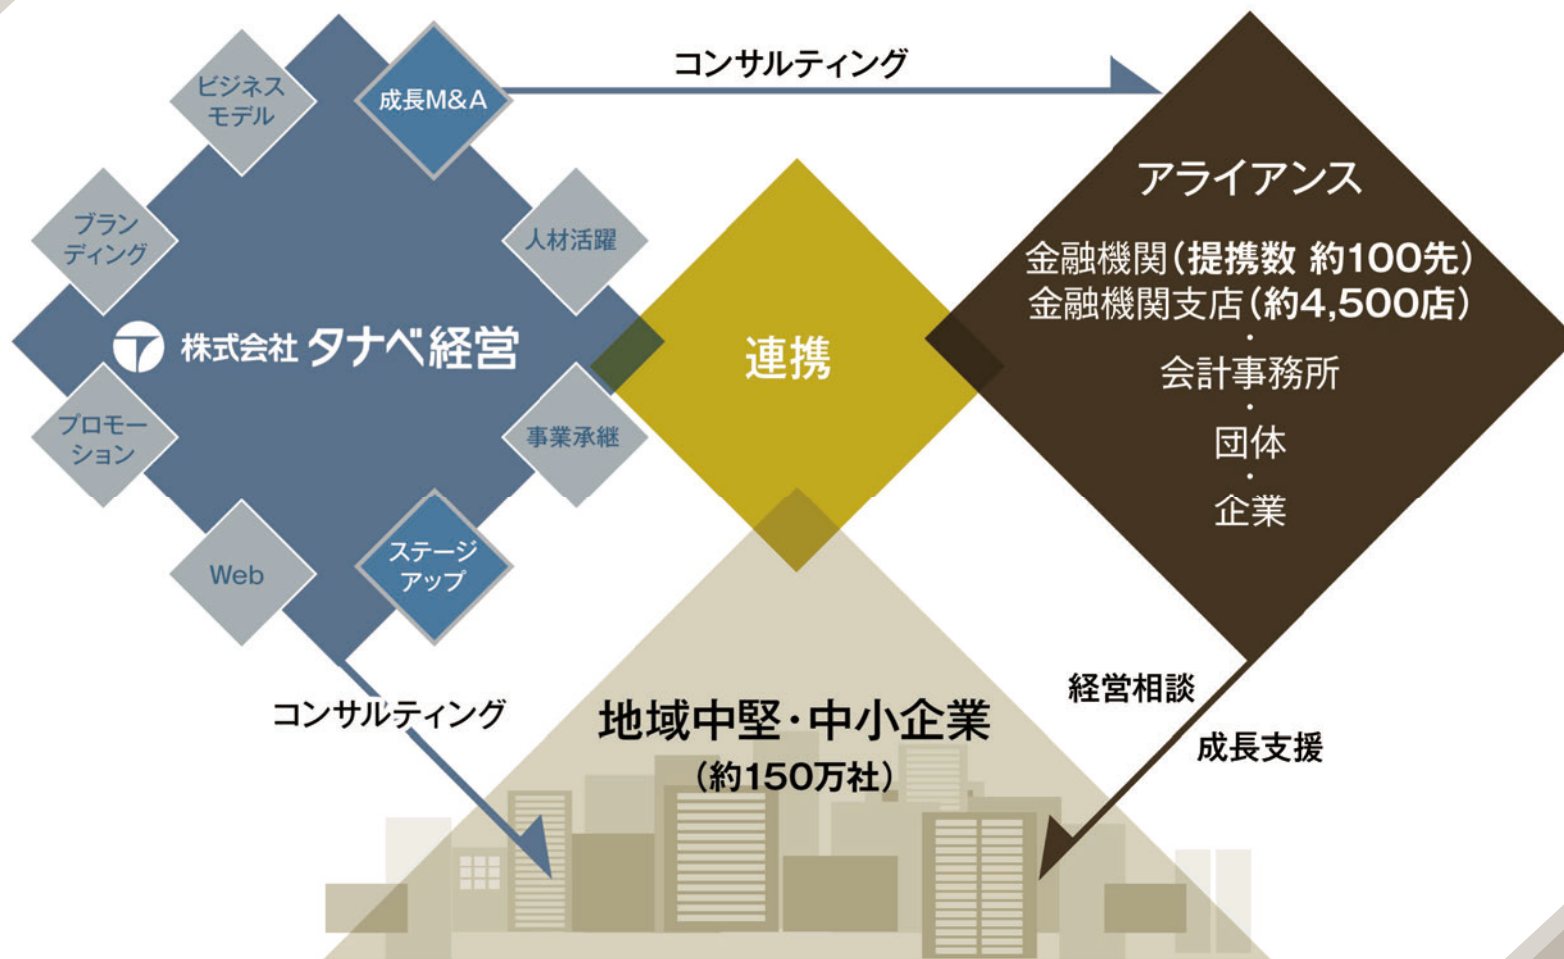 コンサルティング
ビジネス
モデル
成長M&A
ブラン
ディング
人材活躍
株式会社 タナベ経営
プロモー
ション
事業承継
Web
ステージ
アップ
連携
アライアンス
金融機関(提携数 約100先)
金融機関支店(約4,500店)
・
会計事務所
・
団体
・
企業
コンサルティング
経営相談
成長支援
地域中堅・中小企業
(約150万社)